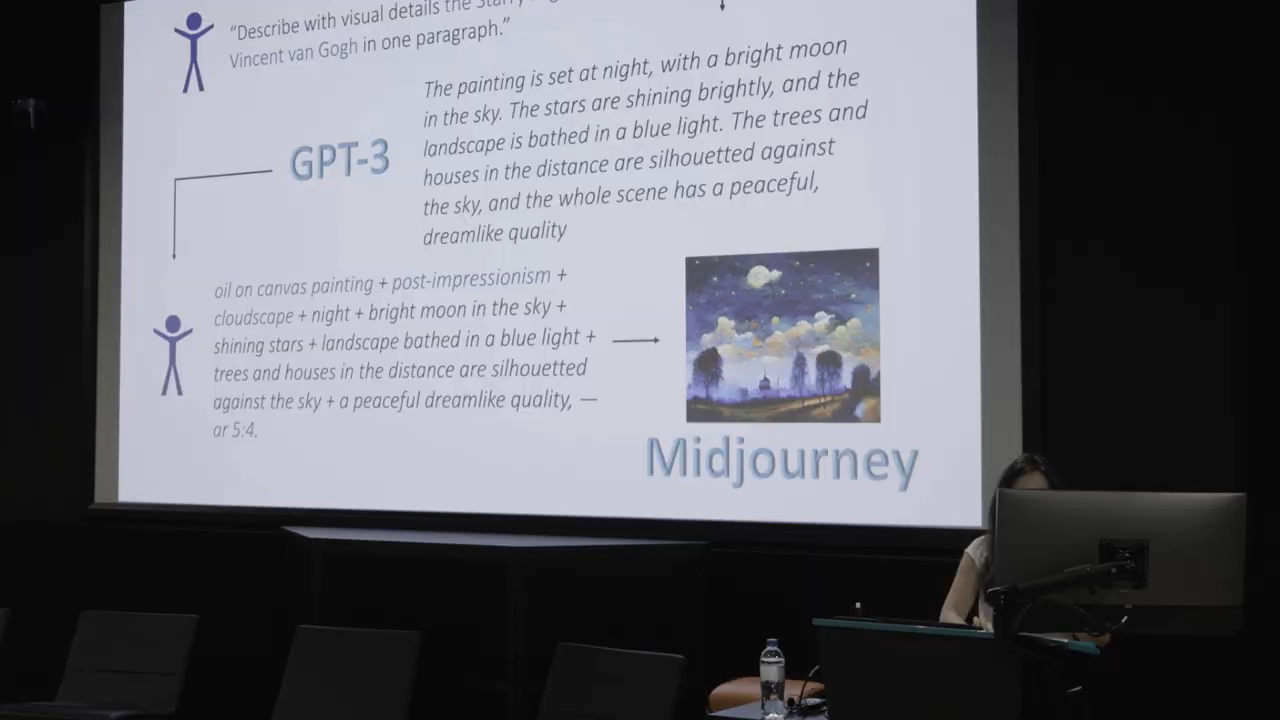 "Describe with visual details the Starry
Vincent van Gogh in one paragraph."
The painting is set at night, with a bright moon
in the sky. The stars are shining brightly, and the
landscape is bathed in a blue light. The trees and
houses in the distance are silhouetted against
the sky, and the whole scene has a peaceful,
dreamlike quality
GPT-3
oil on canvas painting + post-impressionism +
cloudscape + night + bright moon in the sky +
shining stars + landscape bathed in a blue light +
trees and houses in the distance are silhouetted
against the sky + a peaceful dreamlike quality, —
ar 5:4.
Midjourney